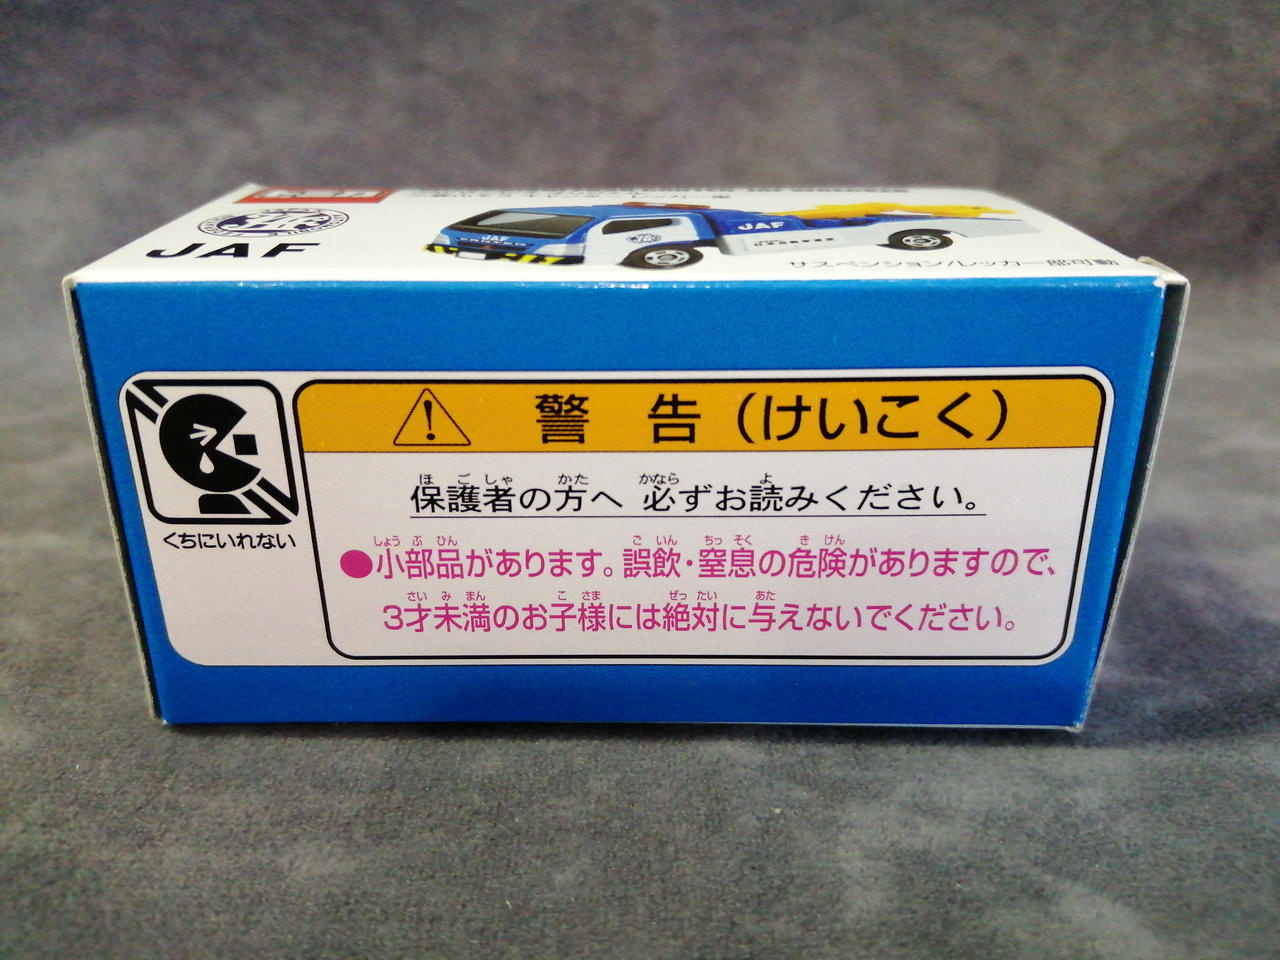 JAF
JAF
JAF
サスペンション/レッカー部可動
警 告 (けいこく)
ほ ご しゃ かた かなら よ
保護者の方へ 必ずお読みください。
くちにいれない
しょう ぶ ひん ご いん ちっ そく き けん
●小部品があります。誤飲・窒息の危険がありますので、
さい み まん こ さま ぜっ たい あた
3才未満のお子様には絶対に与えないでください。